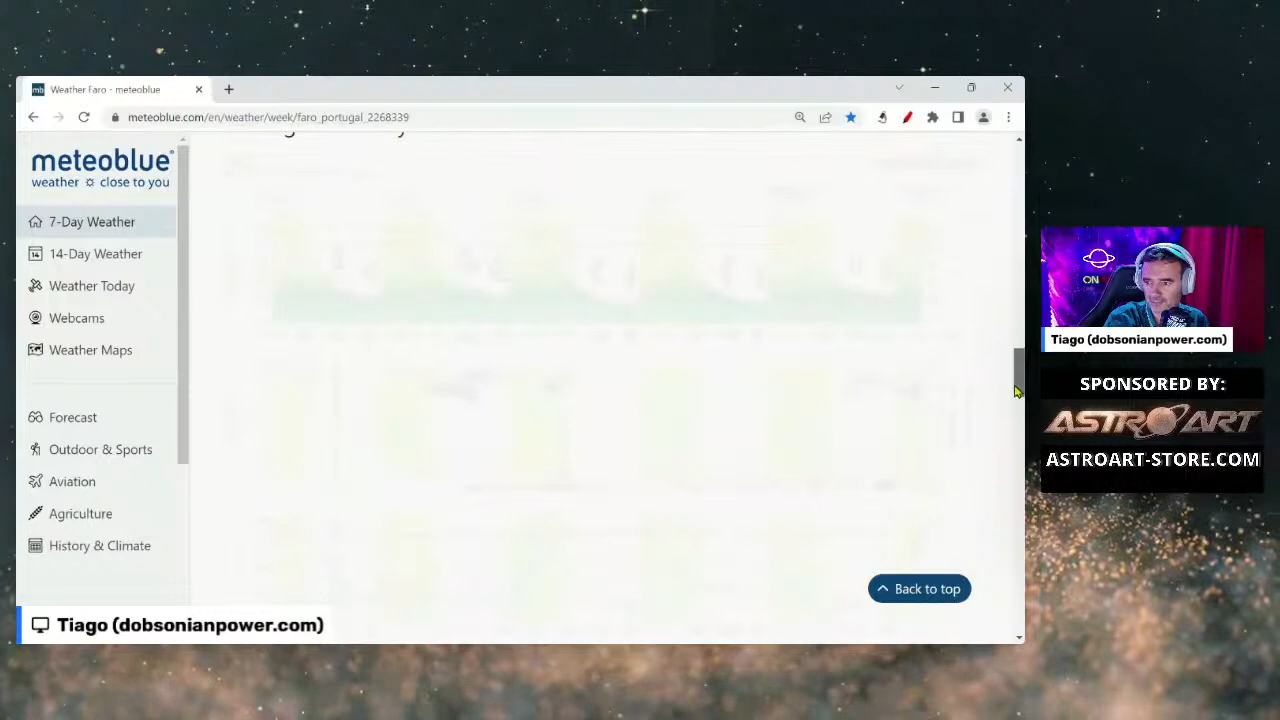 Weather Faro - meteoblue
meteoblue.com/en/weather/week/faro_portugal_2268339
meteoblue
weather close to you
7-Day Weather
14
14-Day Weather
Weather Today
Webcams
Weather Maps
Forecast
Outdoor & Sports
Aviation
Agriculture
History & Climate
Back to top
Tiago (dobsonianpower.com)
ON
Tiago (dobsonianpower.com)
SPONSORED BY:
ASTROART
ASTROART-STORE.COM